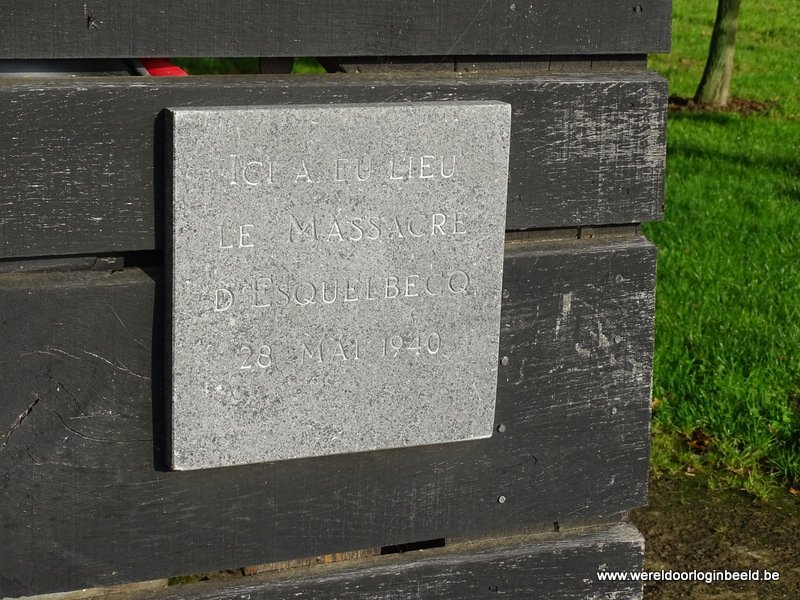 ICI A EU LIEU
LE MASSACRE
D'ESQUELBECQ
28 MAI 1940
www.wereldoorloginbeeld.be